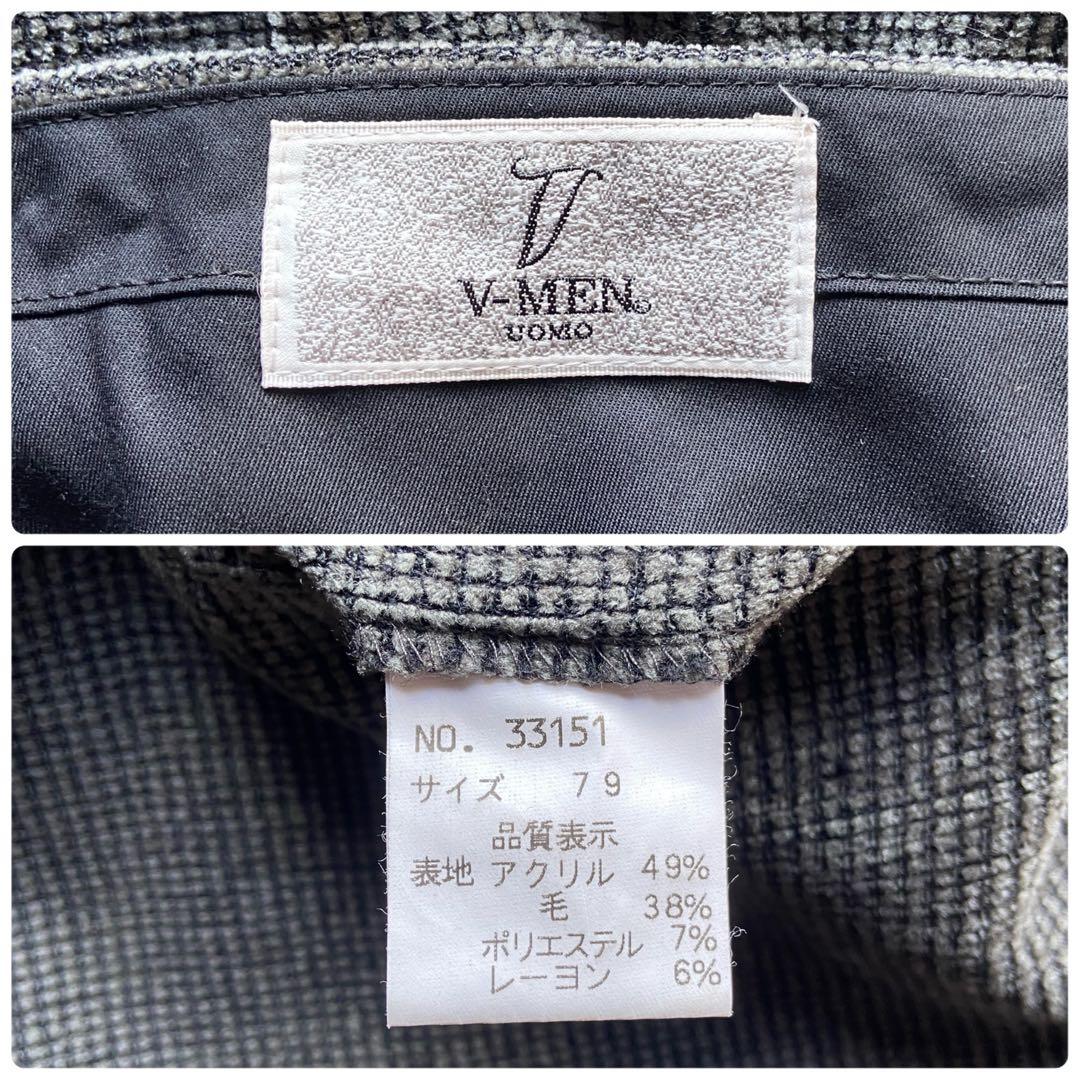 V
V-MEN
UOMO
NO. 33151
サイズ 79
品質表示
表地 アクリル 49%
毛 38%
ポリエステル 7%
レーヨン 6%